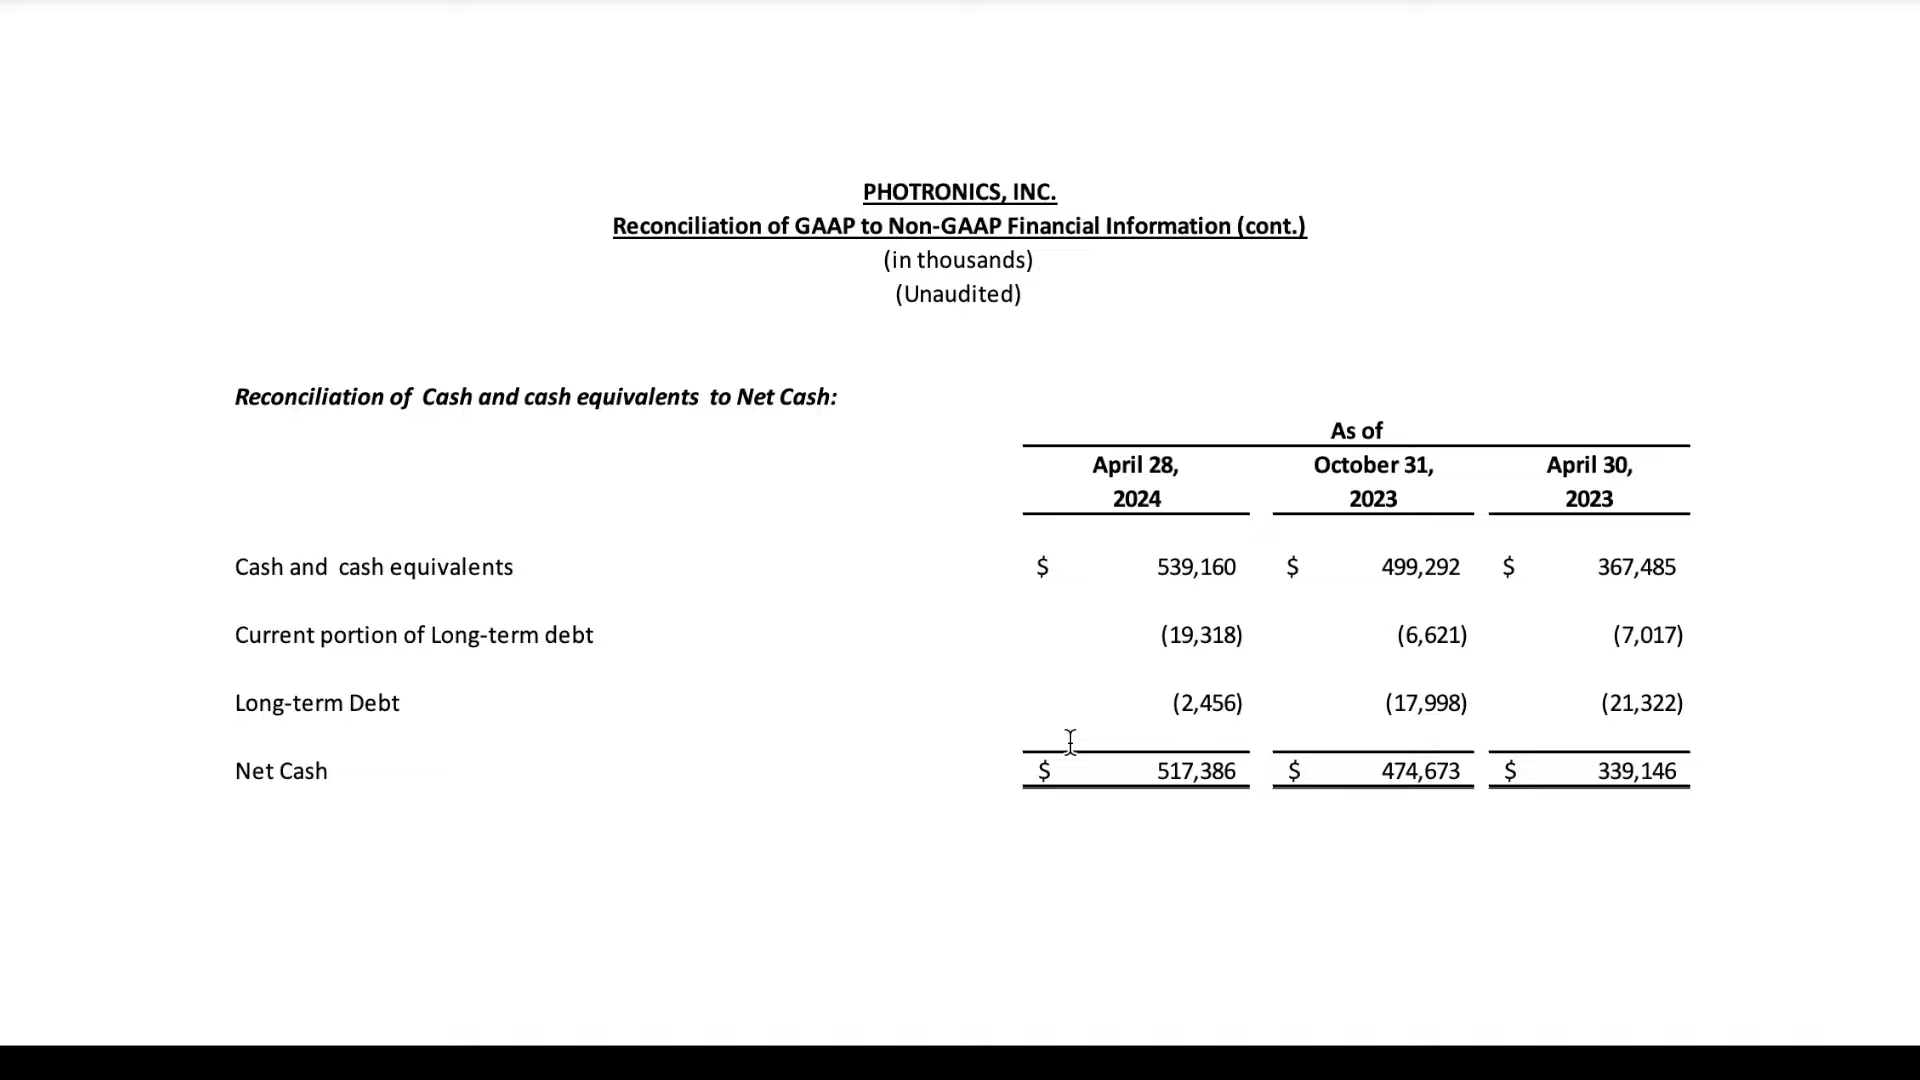 PHOTRONICS, INC.
Reconciliation of GAAP to Non-GAAP Financial Information (cont.)
(in thousands)
(Unaudited)
Reconciliation of Cash and cash equivalents to Net Cash:
As of
April 28, October 31, April 30,
2024 2023 2023
Cash and cash equivalents $ 539,160 $ 499,292 $ 367,485
Current portion of Long-term debt (19,318) (6,621) (7,017)
Long-term Debt (2,456) (17,998) (21,322)
Net Cash $ 517,386 $ 474,673 $ 339,146